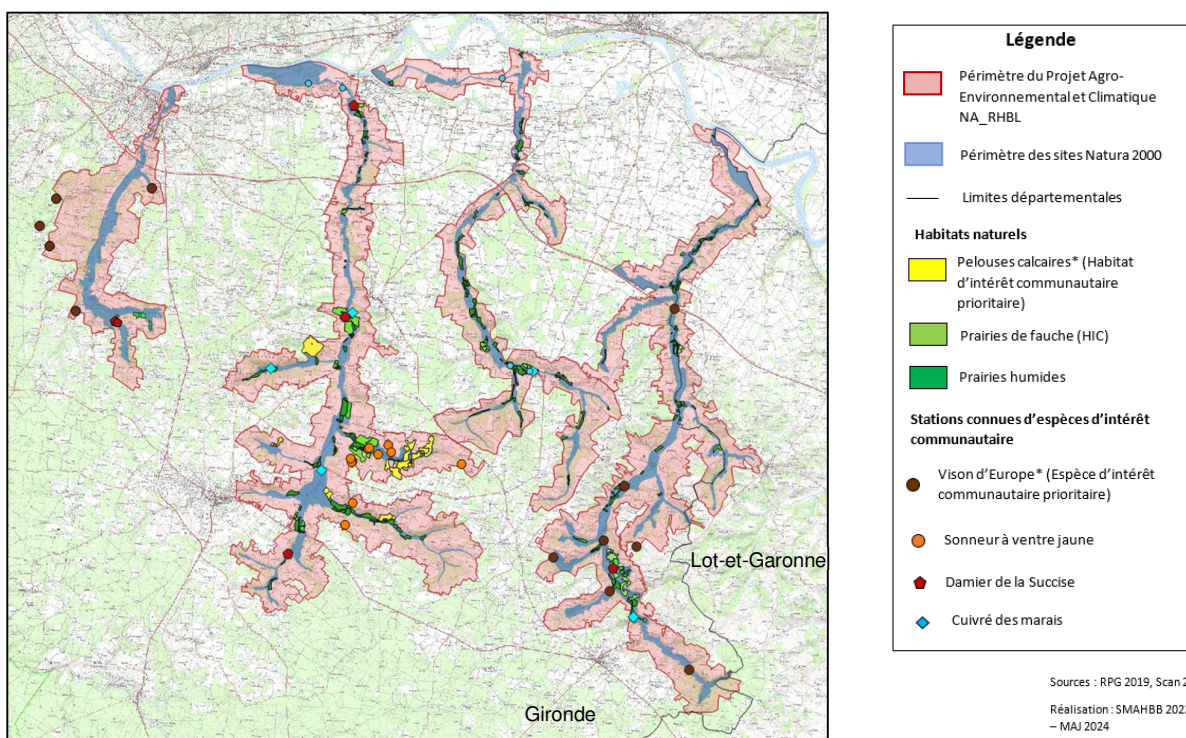 Lot-et-Garonne
Gironde
Légende
Périmètre du Projet Agro-
Environnemental et Climatique
NA_RHBL
Périmètre des sites Natura 2000
Limites départementales
Habitats naturels
Pelouses calcaires* (Habitat
d'intérêt communautaire
prioritaire)
Prairies de fauche (HIC)
Prairies humides
Stations connues d'espèces d'intérêt
communautaire
Vison d'Europe* (Espèce d'intérêt
communautaire prioritaire)
Sonneur à ventre jaune
Damier de la Succise
Cuivré des marais
Sources : RPG 2019, Scan 2
Réalisation : SMAHBB 202
– MAJ 2024